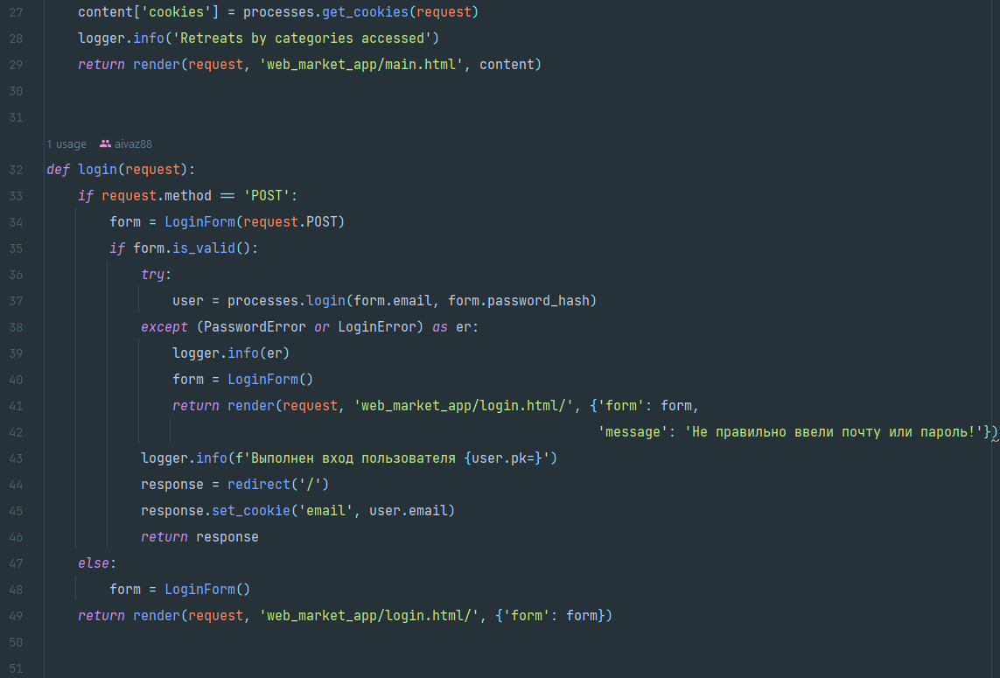 27 content['cookies'] = processes.get_cookies(request)
28 logger.info('Retreats by categories accessed')
29 return render(request, 'web_market_app/main.html', content)
30
31
1 usage aivaz88
32 def login(request):
33 if request.method == 'POST':
34 form = LoginForm(request.POST)
35 if form.is_valid():
36 try:
37 user = processes.login(form.email, form.password_hash)
38 except (PasswordError or LoginError) as er:
39 logger.info(er)
40 form = LoginForm()
41 return render(request, 'web_market_app/login.html/', {'form': form,
42 'message': 'Не правильно ввели почту или пароль!'})
43 logger.info(f'Выполнен вход пользователя {user.pk=}')
44 response = redirect('/')
45 response.set_cookie('email', user.email)
46 return response
47 else:
48 form = LoginForm()
49 return render(request, 'web_market_app/login.html/', {'form': form})
50
51